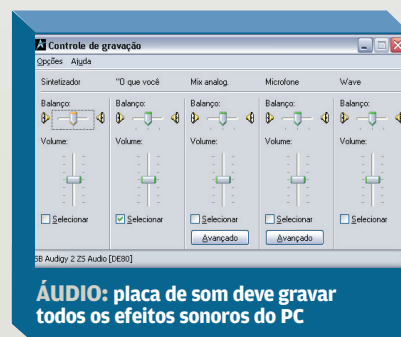 Controle de gravação
Opções Ajuda
Sintetizador "O que você Mix analog. Microfone Wave
Balanço: Balanço: Balanço: Balanço: Balanço:
Volume: Volume: Volume: Volume: Volume:
Selecionar Selecionar Selecionar Selecionar Selecionar
Avançado Avançado
SB Audigy 2 ZS Audio [DE80]
ÁUDIO: placa de som deve gravar
todos os efeitos sonoros do PC